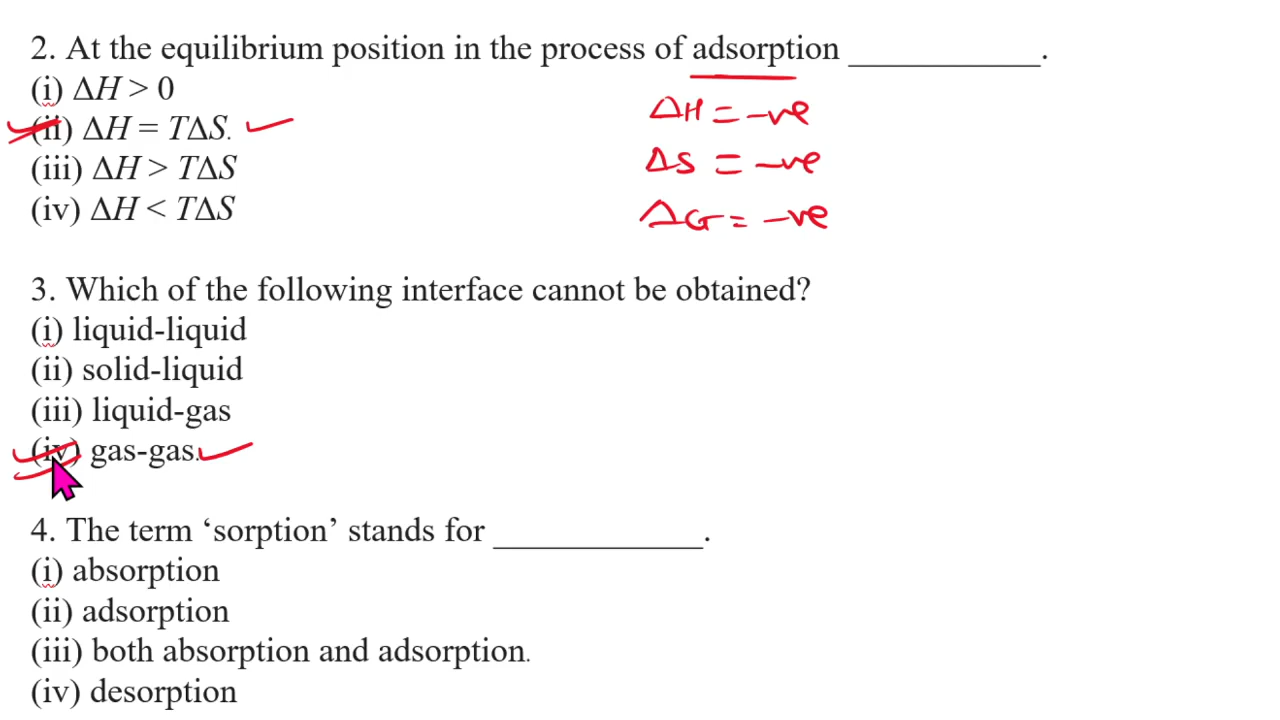 2. At the equilibrium position in the process of adsorption ___________.
(i) ΔH > 0
(ii) ΔH = TΔS.
(iii) ΔH > TΔS
(iv) ΔH < TΔS
ΔH = -ve
ΔS = -ve
ΔG = -ve
3. Which of the following interface cannot be obtained?
(i) liquid-liquid
(ii) solid-liquid
(iii) liquid-gas
(iv) gas-gas.
4. The term ‘sorption’ stands for ____________.
(i) absorption
(ii) adsorption
(iii) both absorption and adsorption.
(iv) desorption